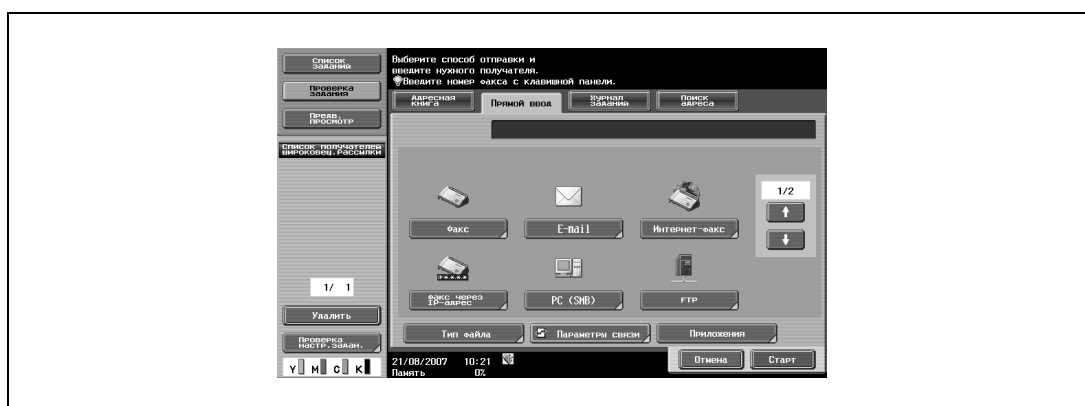 Список
заданий
Проверка
задания
Предв.
просмотр
Список получателей
широковещ.Рассылки
1/ 1
Удалить
Проверка
настр.задан.
Y M C K
Выберите способ отправки и
введите нужного получателя.
Введите номер факса с клавишной панели.
Адресная
книга
Прямой ввод
Журнал
заданий
Поиск
адреса
Факс
E-mail
Интернет-факс
1/2
Факс через
IP-адрес
PC (SMB)
FTP
Тип файла
Параметры связи
Приложения
21/08/2007 10:21
Память 0%
Отмена
Старт